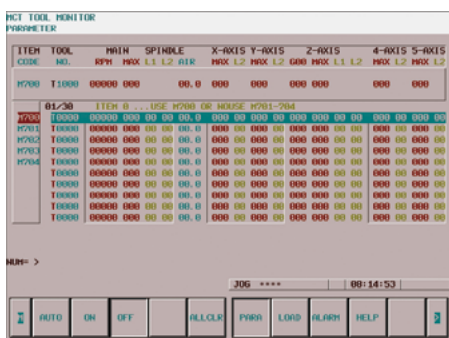 MCT TOOL MONITOR
PARAMETER
ITEM TOOL MAIN SPINDLE X-AXIS Y-AXIS Z-AXIS 4-AXIS 5-AXIS
CODE NO. RPM MAX L1 L2 AIR MAX L2 MAX L2 G00 MAX L1 L2 MAX L2 MAX L2
M700 T1000 00000 000 00.0 000 000 000 000 000 000
01/30 ITEM 0 ...USE M700 OR MOUSE M701-704
M700 T0000 00000 000 00 00 00.0 000 00 000 00 000 000 00 00 000 00 000 00
M701 T0000 00000 000 00 00 00.0 000 00 000 00 000 000 00 00 000 00 000 00
M702 T0000 00000 000 00 00 00.0 000 00 000 00 000 000 00 00 000 00 000 00
M703 T0000 00000 000 00 00 00.0 000 00 000 00 000 000 00 00 000 00 000 00
M704 T0000 00000 000 00 00 00.0 000 00 000 00 000 000 00 00 000 00 000 00
T0000 00000 000 00 00 00.0 000 00 000 00 000 000 00 00 000 00 000 00
T0000 00000 000 00 00 00.0 000 00 000 00 000 000 00 00 000 00 000 00
T0000 00000 000 00 00 00.0 000 00 000 00 000 000 00 00 000 00 000 00
T0000 00000 000 00 00 00.0 000 00 000 00 000 000 00 00 000 00 000 00
T0000 00000 000 00 00 00.0 000 00 000 00 000 000 00 00 000 00 000 00
NUM= >
JOG **** 00:14:53
AUTO ON OFF ALLCLR PARA LOAD ALARM HELP